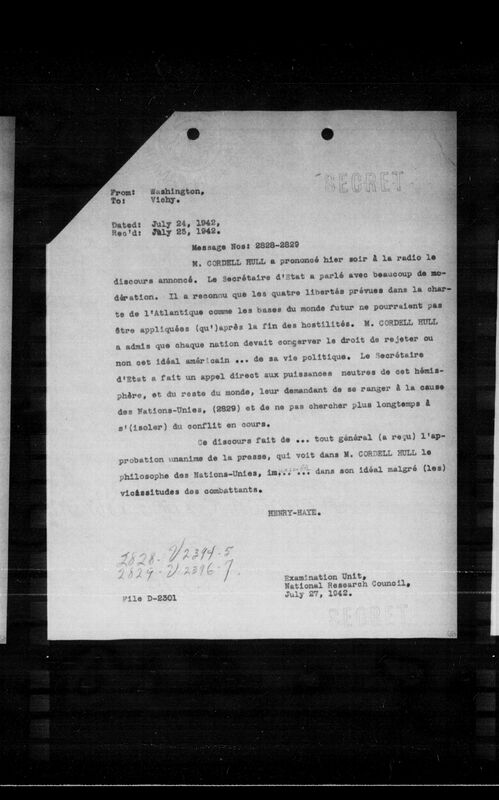 SECRET
From: Washington,
To: Vichy.
Dated: July 24, 1942,
Rec'd: July 25, 1942.
Message Nos: 2828-2829
M. CORDELL HULL a prononcé hier soir à la radio le
discours annoncé. Le Secrétaire d'Etat a parlé avec beaucoup de mo-
dération. Il a reconnu que les quatre libertés prévues dans la char-
te de l'Atlantique comme les bases du monde futur ne pourraient pas
être appliquées (qu')après la fin des hostilités. M. CORDELL HULL
a admis que chaque nation devait conserver le droit de rejeter ou
non cet idéal américain ... de sa vie politique. Le Secrétaire
d'Etat a fait un appel direct aux puissances neutres de cet hémis-
phère, et du reste du monde, leur demandant de se ranger à la cause
des Nations-Unies, (2829) et de ne pas chercher plus longtemps à
s'(isoler) du conflit en cours.
Ce discours fait de ... tout général (a reçu) l'ap-
probation unanime de la presse, qui voit dans M. CORDELL HULL le
philosophe des Nations-Unies, im... ... dans son idéal malgré (les)
vicissitudes des combattants.
HENRY-HAYE.
2828-V2394-5
2829-V2396-7.
Examination Unit,
National Research Council,
July 27, 1942.
File D-2301
SECRET